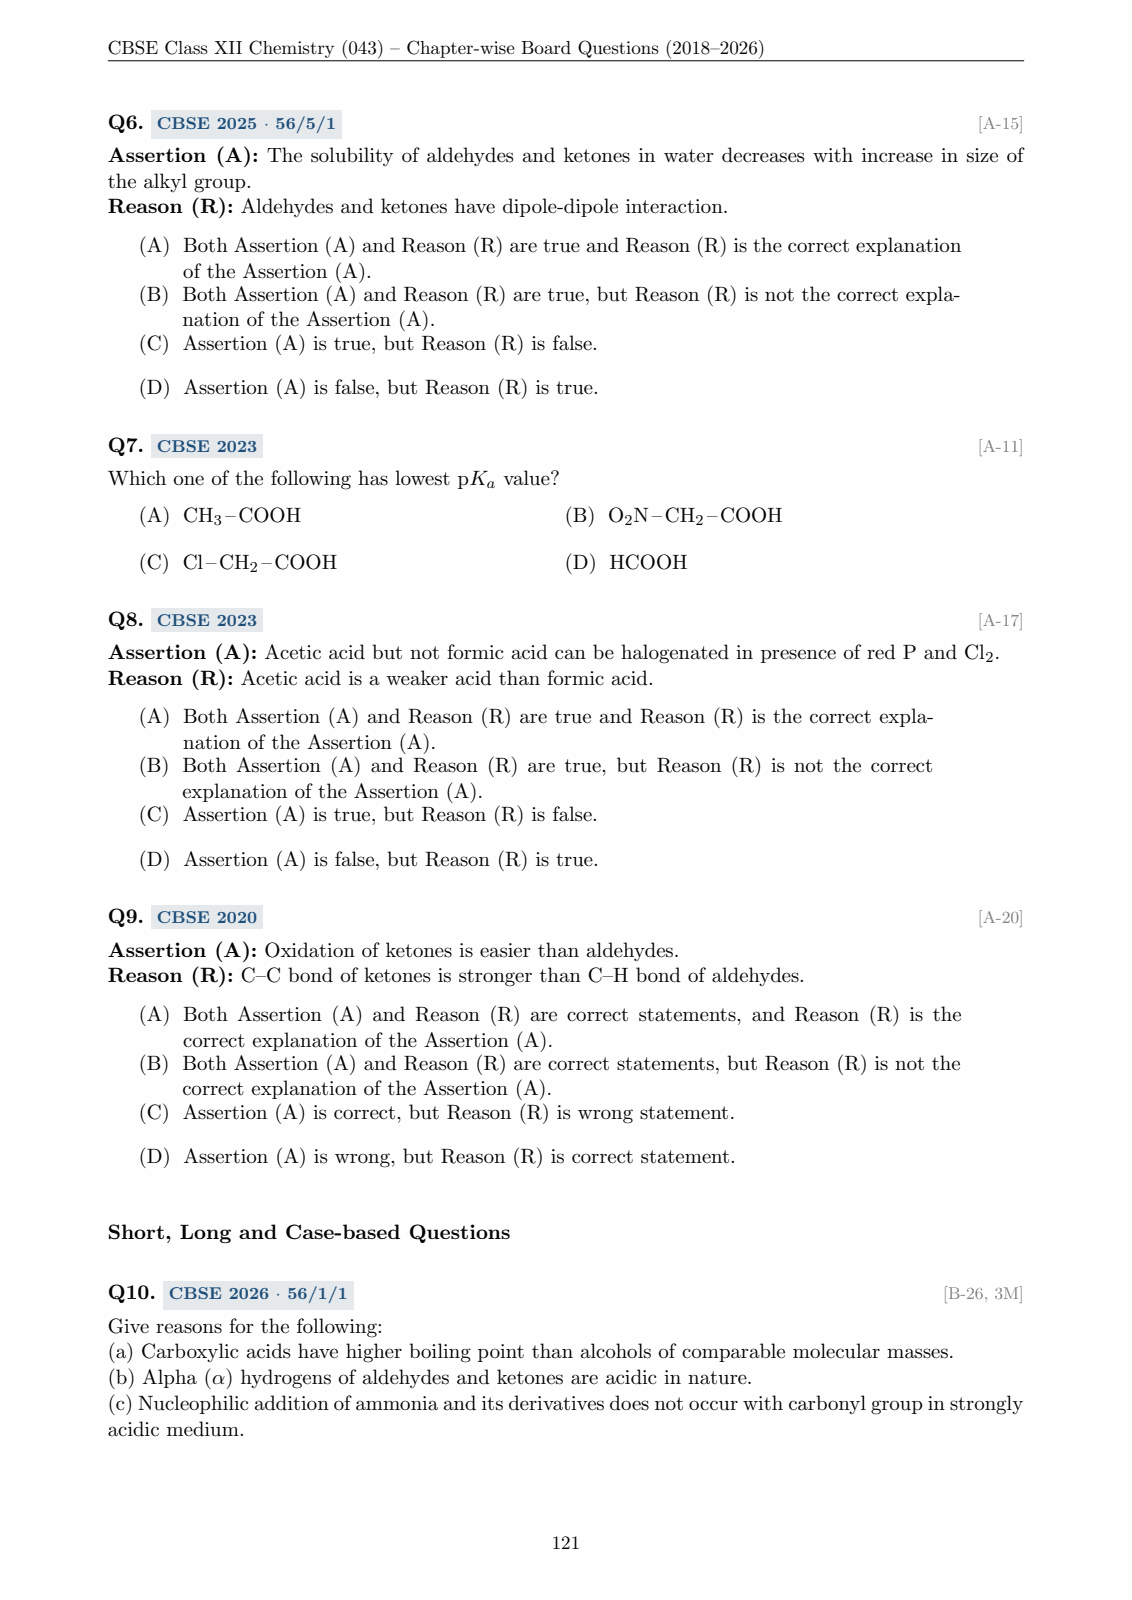 CBSE Class XII Chemistry (043) – Chapter-wise Board Questions (2018–2026)
Q6. CBSE 2025 · 56/5/1 [A-15]
Assertion (A): The solubility of aldehydes and ketones in water decreases with increase in size of
the alkyl group.
Reason (R): Aldehydes and ketones have dipole-dipole interaction.
(A) Both Assertion (A) and Reason (R) are true and Reason (R) is the correct explanation
of the Assertion (A).
(B) Both Assertion (A) and Reason (R) are true, but Reason (R) is not the correct expla-
nation of the Assertion (A).
(C) Assertion (A) is true, but Reason (R) is false.
(D) Assertion (A) is false, but Reason (R) is true.
Q7. CBSE 2023 [A-11]
Which one of the following has lowest pKₐ value?
(A) CH₃–COOH (B) O₂N–CH₂–COOH
(C) Cl–CH₂–COOH (D) HCOOH
Q8. CBSE 2023 [A-17]
Assertion (A): Acetic acid but not formic acid can be halogenated in presence of red P and Cl₂.
Reason (R): Acetic acid is a weaker acid than formic acid.
(A) Both Assertion (A) and Reason (R) are true and Reason (R) is the correct expla-
nation of the Assertion (A).
(B) Both Assertion (A) and Reason (R) are true, but Reason (R) is not the correct
explanation of the Assertion (A).
(C) Assertion (A) is true, but Reason (R) is false.
(D) Assertion (A) is false, but Reason (R) is true.
Q9. CBSE 2020 [A-20]
Assertion (A): Oxidation of ketones is easier than aldehydes.
Reason (R): C–C bond of ketones is stronger than C–H bond of aldehydes.
(A) Both Assertion (A) and Reason (R) are correct statements, and Reason (R) is the
correct explanation of the Assertion (A).
(B) Both Assertion (A) and Reason (R) are correct statements, but Reason (R) is not the
correct explanation of the Assertion (A).
(C) Assertion (A) is correct, but Reason (R) is wrong statement.
(D) Assertion (A) is wrong, but Reason (R) is correct statement.
Short, Long and Case-based Questions
Q10. CBSE 2026 · 56/1/1 [B-26, 3M]
Give reasons for the following:
(a) Carboxylic acids have higher boiling point than alcohols of comparable molecular masses.
(b) Alpha (α) hydrogens of aldehydes and ketones are acidic in nature.
(c) Nucleophilic addition of ammonia and its derivatives does not occur with carbonyl group in strongly
acidic medium.
121